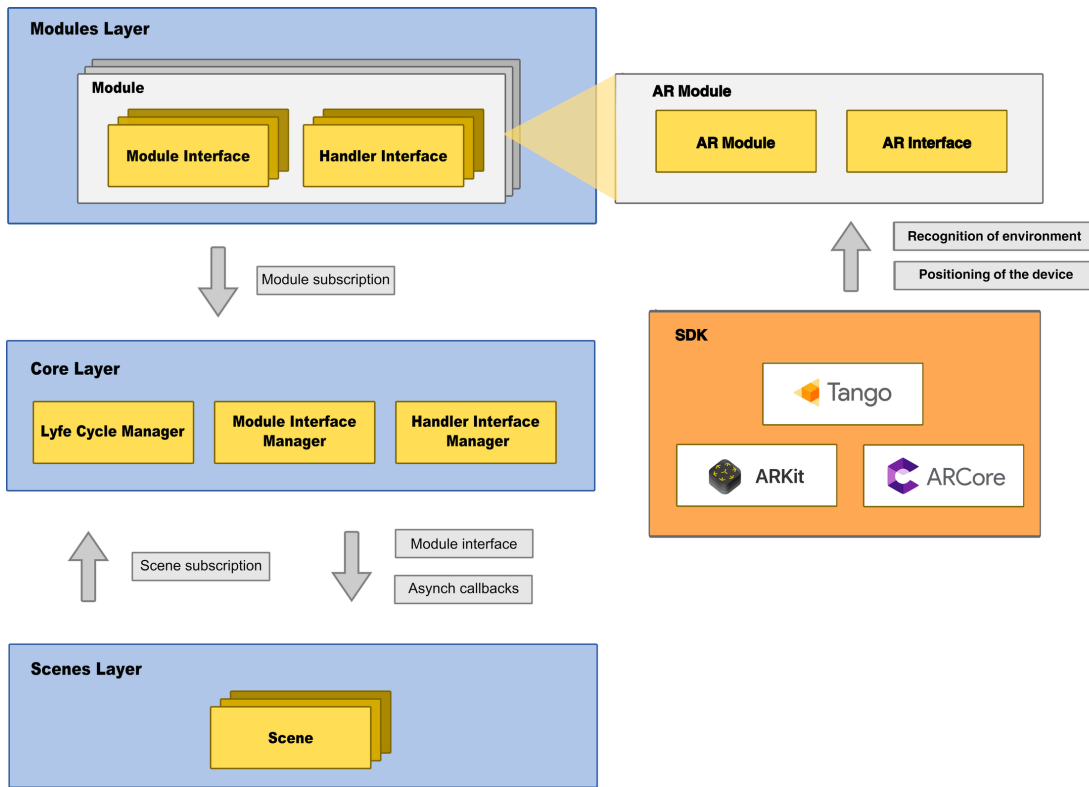 Modules Layer
Module
Module Interface
Handler Interface
AR Module
AR Module
AR Interface
Module subscription
Recognition of environment
Positioning of the device
Core Layer
Lyfe Cycle Manager
Module Interface
Manager
Handler Interface
Manager
SDK
Tango
ARKit
ARCore
Scene subscription
Module interface
Asynch callbacks
Scenes Layer
Scene